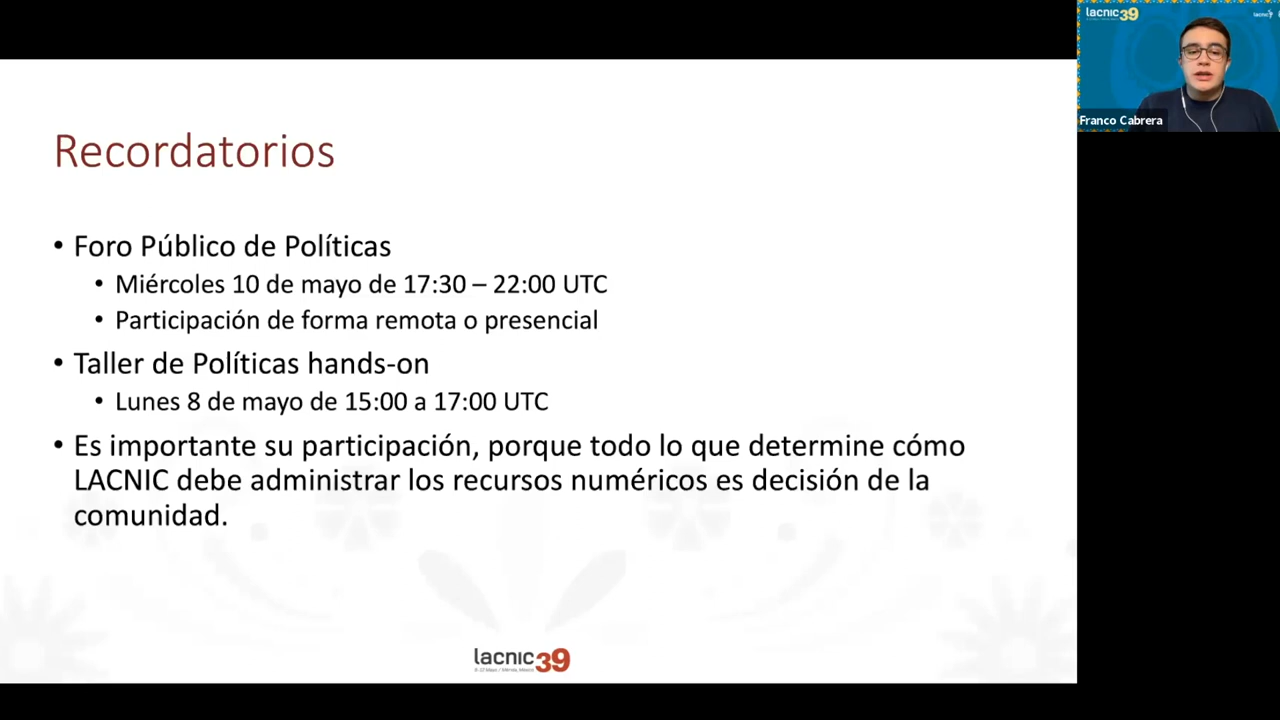 lacnic39
lacnic
Franco Cabrera
Recordatorios
• Foro Público de Políticas
• Miércoles 10 de mayo de 17:30 – 22:00 UTC
• Participación de forma remota o presencial
• Taller de Políticas hands-on
• Lunes 8 de mayo de 15:00 a 17:00 UTC
• Es importante su participación, porque todo lo que determine cómo
LACNIC debe administrar los recursos numéricos es decisión de la
comunidad.
lacnic39